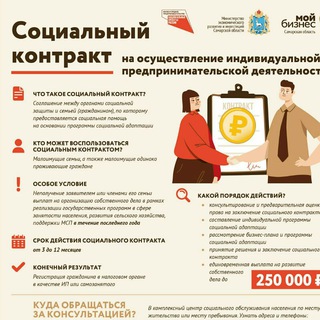 Социальный
контракт
на осуществление индивидуальной
предпринимательской деятельност
Министерство
экономического
развития и инвестиций
Самарской области
мой
бизнес
Самарская область
ЧТО ТАКОЕ СОЦИАЛЬНЫЙ КОНТРАКТ?
Соглашение между органами социальной
защиты и семьей (гражданином), по которому
предоставляется социальная помощь
на основании программы социальной адаптации
КТО МОЖЕТ ВОСПОЛЬЗОВАТЬСЯ
СОЦИАЛЬНЫМ КОНТРАКТОМ?
Малоимущие семьи, а также малоимущие одиноко
проживающие граждане
ОСОБОЕ УСЛОВИЕ
Неполучение заявителем или членами его семьи
выплат на организацию собственного дела в рамках
реализации государственных программ в сфере
занятости населения, развития сельского хозяйства,
поддержки МСП в течение последнего года
СРОК ДЕЙСТВИЯ СОЦИАЛЬНОГО КОНТРАКТА
от 3 до 12 месяцев
КОНЕЧНЫЙ РЕЗУЛЬТАТ
Регистрация гражданина в налоговом органе
в качестве ИП или самозанятого
КОНТРАКТ
КАКОЙ ПОРЯДОК ДЕЙСТВИЙ?
консультирование и предварительная оценк
права на заключение социального контракта
составление индивидуальной программы
социальной адаптации
рассмотрение бизнес-плана и программы
социальной адаптации
принятие решения и заключение социального
контракта
единовременная выплата на развитие
собственного
дела до
250 000 ₽
КУДА ОБРАЩАТЬСЯ
ЗА КОНСУЛЬТАЦИЕЙ?
В комплексный центр социального обслуживания населения по месту
жительства или месту пребывания. Узнать адреса и телефоны: